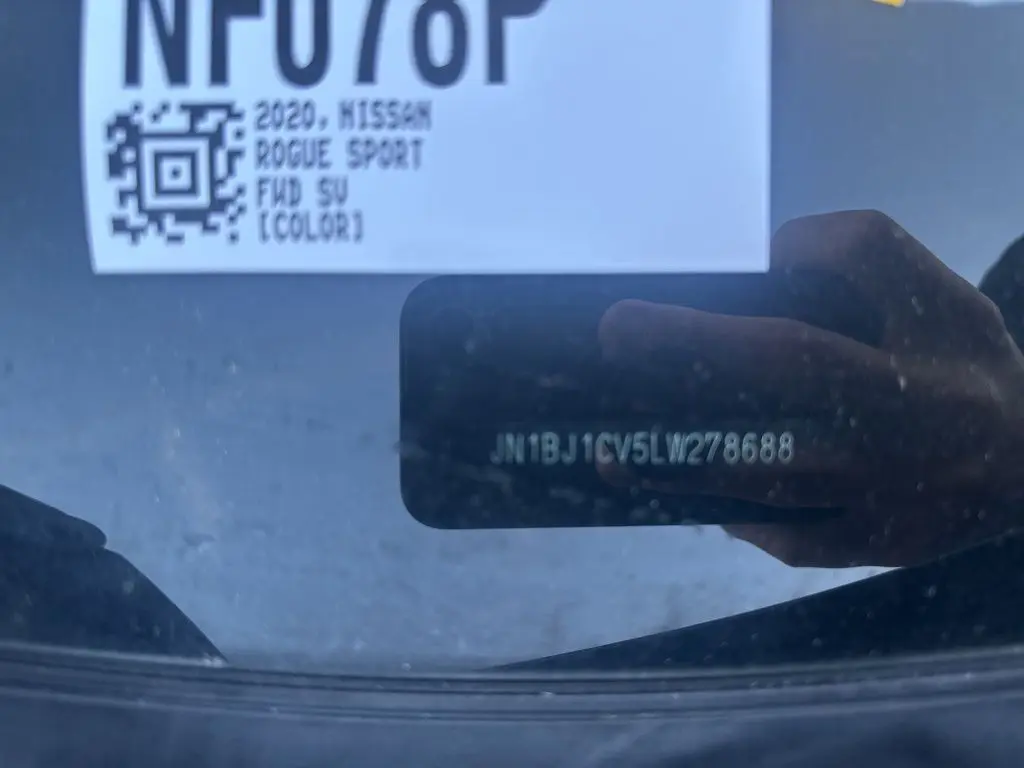 NF078P
2020, NISSAN
ROGUE SPORT
FWD SV
[COLOR]
JN1BJ1CV5LW278688